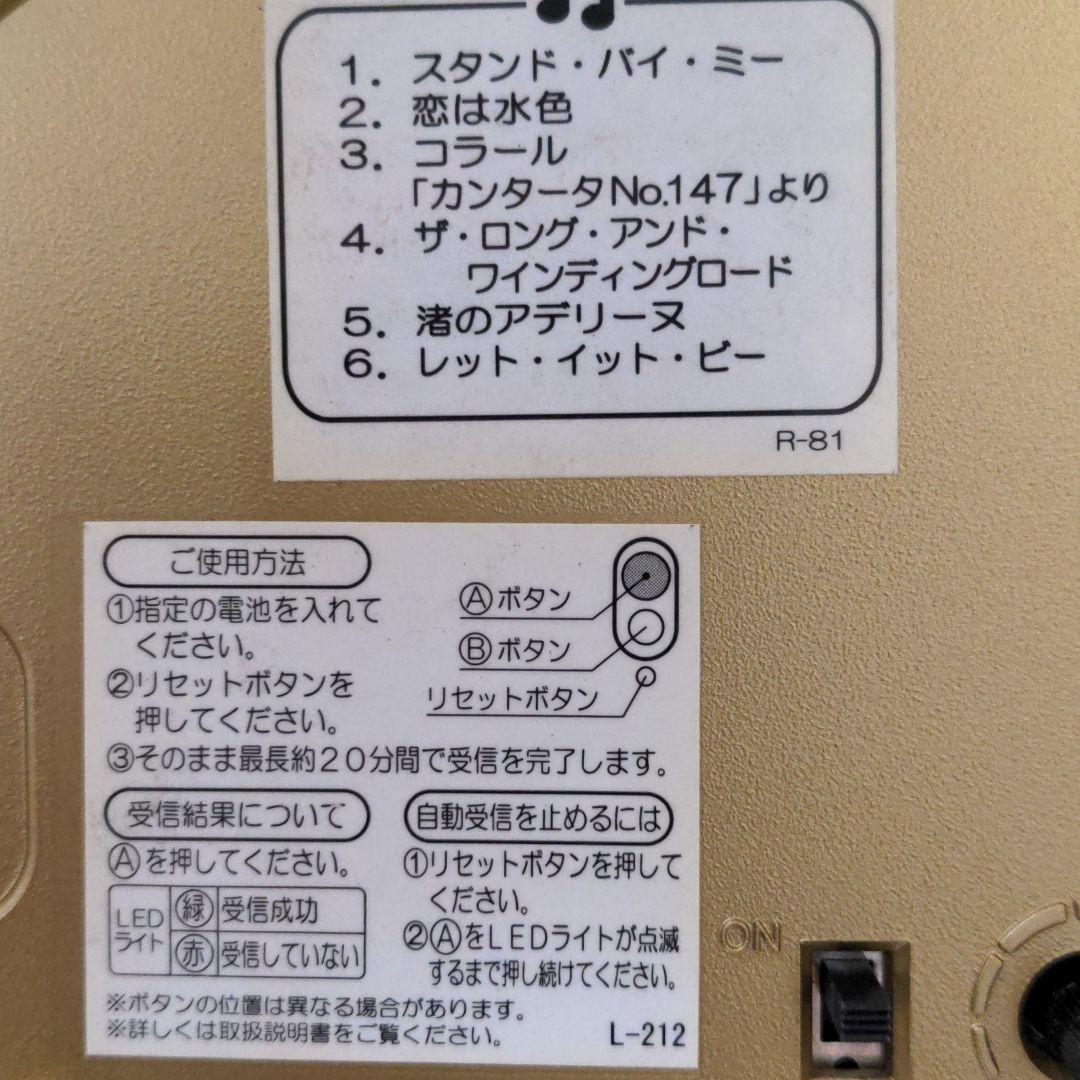 1. スタンド・バイ・ミー
2. 恋は水色
3. コラール
「カンタータNo.147」より
4. ザ・ロング・アンド・
ワインディングロード
5. 渚のアデリーヌ
6. レット・イット・ビー
R-81
ご使用方法
①指定の電池を入れて
ください。
②リセットボタンを
押してください。
③そのまま最長約20分間で受信を完了します。
Ⓐボタン
Ⓑボタン
リセットボタン
受信結果について
Ⓐを押してください。
LED
ライト
緑 受信成功
赤 受信していない
自動受信を止めるには
①リセットボタンを押して
ください。
②ⒶをLEDライトが点滅
するまで押し続けてください。
※ボタンの位置は異なる場合があります。
※詳しくは取扱説明書をご覧ください。
L-212
ON